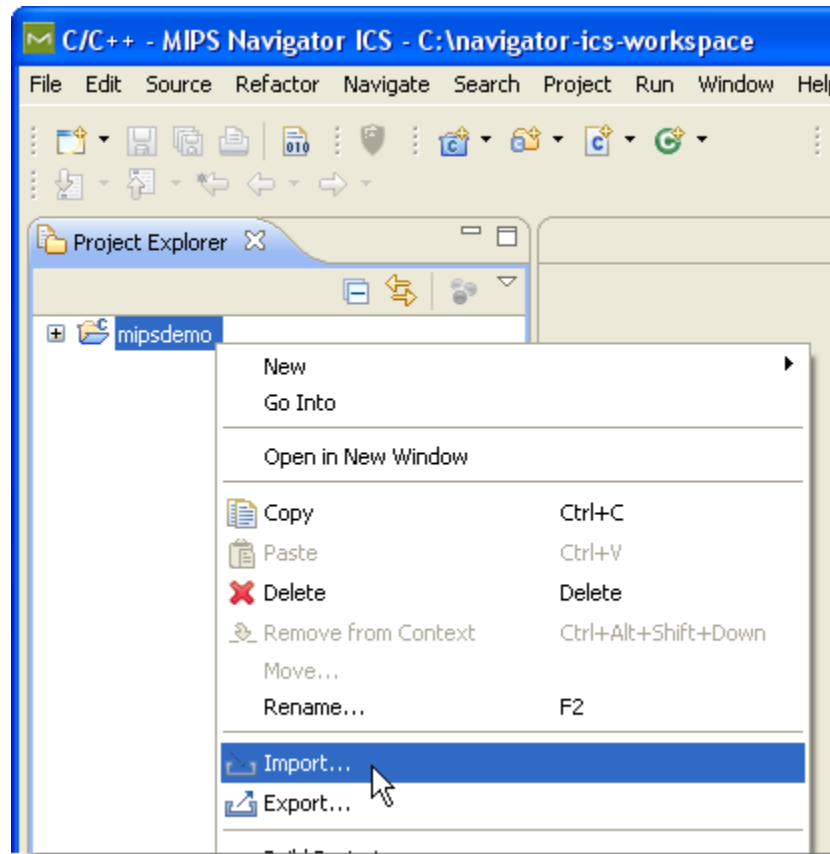 C/C++ - MIPS Navigator ICS - C:\navigator-ics-workspace
File Edit Source Refactor Navigate Search Project Run Window Help
010
Project Explorer
mipsdemo
New
Go Into
Open in New Window
Copy Ctrl+C
Paste Ctrl+V
Delete Delete
Remove from Context Ctrl+Alt+Shift+Down
Move...
Rename... F2
Import...
Export...